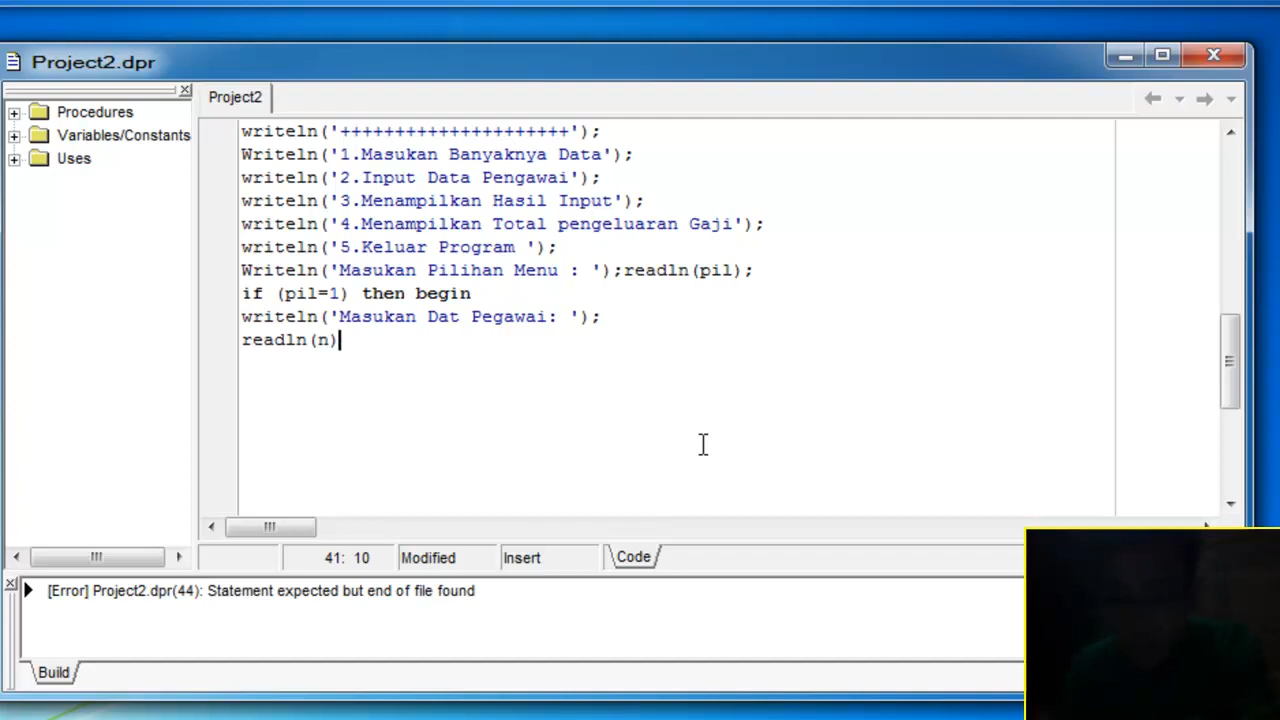 Project2.dpr
Procedures
Variables/Constants
Uses
Project2
writeln('+++++++++++++++++++++');
Writeln('1.Masukan Banyaknya Data');
writeln('2.Input Data Pengawai');
writeln('3.Menampilkan Hasil Input');
writeln('4.Menampilkan Total pengeluaran Gaji');
writeln('5.Keluar Program ');
Writeln('Masukan Pilihan Menu : ');readln(pil);
if (pil=1) then begin
writeln('Masukan Dat Pegawai: ');
readln(n)
41: 10 Modified Insert Code
[Error] Project2.dpr(44): Statement expected but end of file found
Build